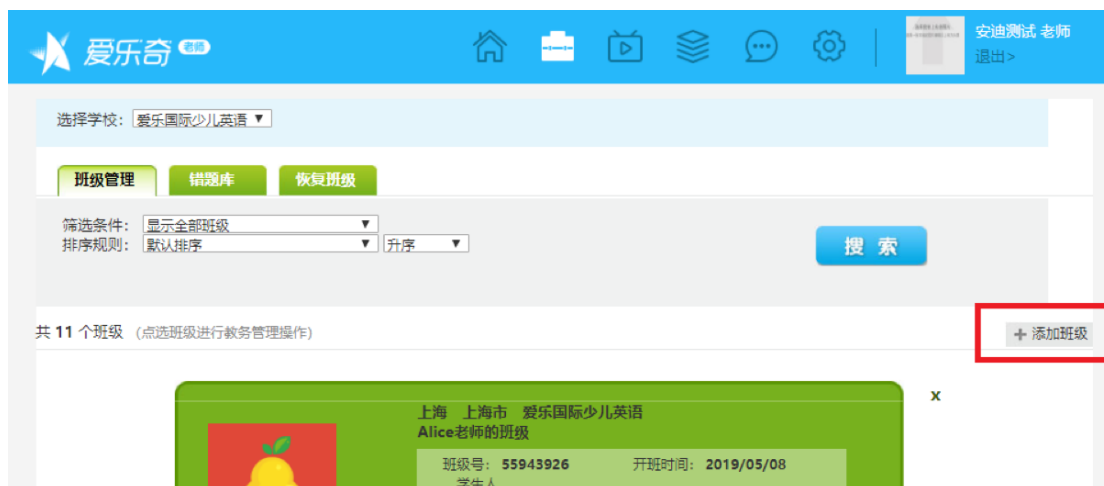 爱乐奇 老师
安迪测试 老师
退出>
选择学校: 爱乐国际少儿英语 ▼
班级管理 错题库 恢复班级
筛选条件: 显示全部班级 ▼
排序规则: 默认排序 ▼ 升序 ▼
搜 索
共 11 个班级 (点选班级进行教务管理操作)
+ 添加班级
x
上海 上海市 爱乐国际少儿英语
Alice老师的班级
班级号: 55943926 开班时间: 2019/05/08
学生人